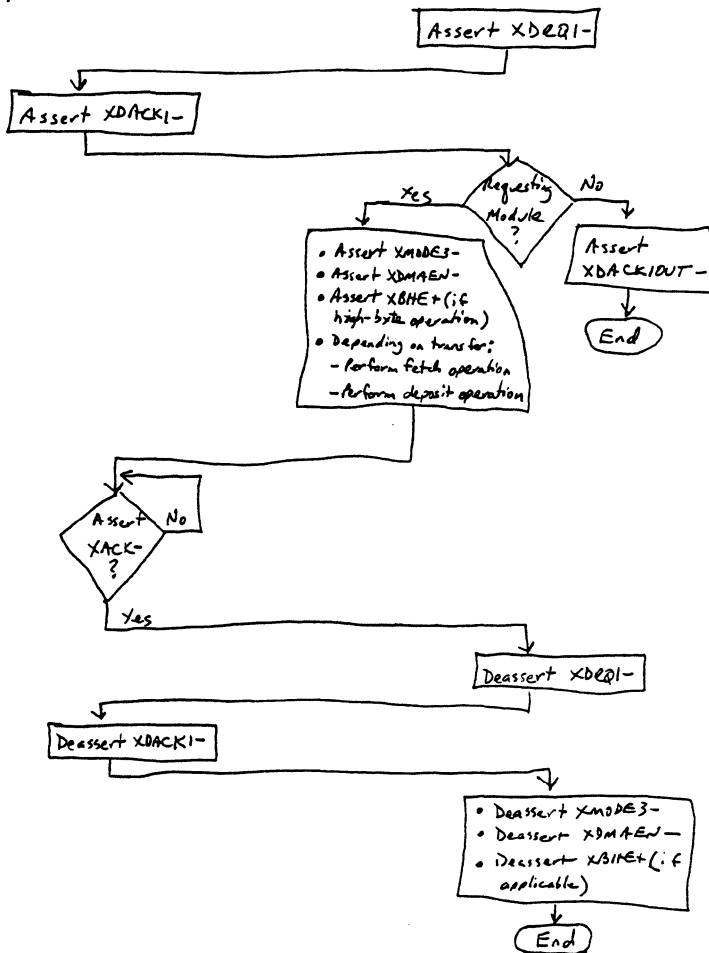 Assert XDRQ1-
Assert XDACK1-
Requesting
Module
?
Yes
No
• Assert XMODE3-
• Assert XDMAEN-
• Assert XBHE+ (if
high-byte operation)
• Depending on transfer:
- Perform fetch operation
- Perform deposit operation
Assert
XDACK1OUT-
End
Assert
XACK-
?
No
Yes
Deassert XDRQ1-
Deassert XDACK1-
• Deassert XMODE3-
• Deassert XDMAEN-
• Deassert XBHE+ (if
applicable)
End